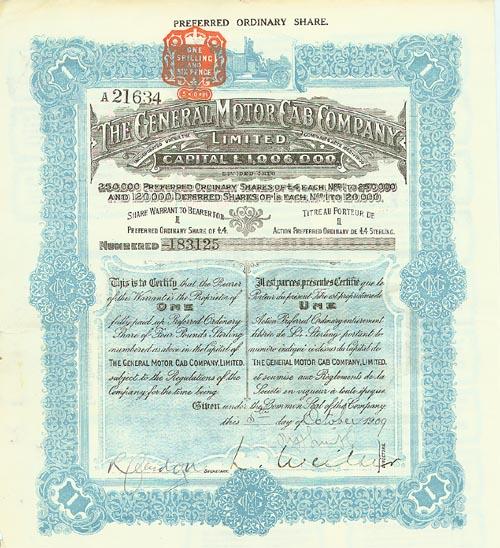 PREFERRED ORDINARY SHARE.
ONE
SHILLING
AND
SIX PENCE
A 21634
THE GENERAL MOTOR CAB COMPANY
LIMITED
CAPITAL £1,006,000
DIVIDED INTO
250,000 PREFERRED ORDINARY SHARES OF £4 EACH, Nos. 1 TO 250000
AND 120,000 DEFERRED SHARES OF 1s EACH, Nos. 1 TO 120,000,
SHARE WARRANT TO BEARER FOR
1
PREFERRED ORDINARY SHARE OF £4.
TITRE AU PORTEUR DE
1
ACTION PREFERRED ORDINARY DE £4 STERLING.
NUMBERED 183125
This is to Certify that the Bearer
of this Warrant is the Proprietor of
ONE
fully paid up Preferred Ordinary
Share of Four Pounds Sterling
numbered as above in the Capital of
THE GENERAL MOTOR CAB COMPANY, LIMITED.
subject to the Regulations of the
Company for the time being.
Il est par ces présentes Certifié que le
Porteur du présent Titre est propriétaire de
UNE
Action Preferred Ordinary entièrement
libérée de £4 Sterling portant le
numéro indiqué ci-dessus du Capital de
THE GENERAL MOTOR CAB COMPANY, LIMITED.
et soumise aux Règlements de la
Société en vigueur à toute époque.
Given under the Common Seal of the Company
this day of October 1909
SECRETARY.